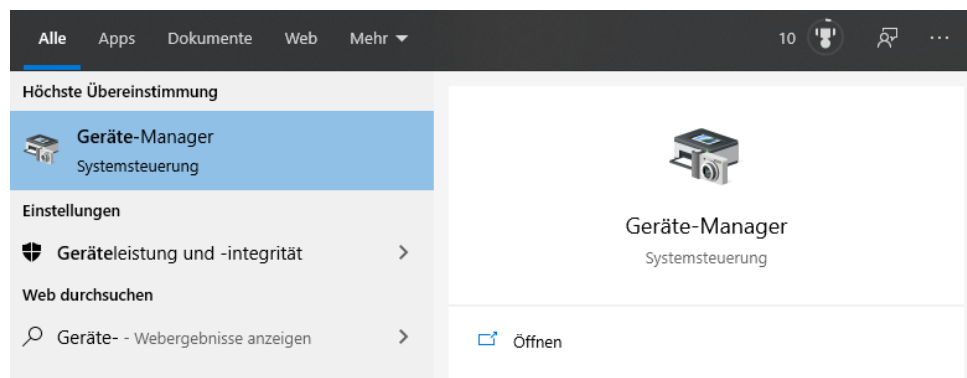 Alle Apps Dokumente Web Mehr 10 ...
Höchste Übereinstimmung
Geräte-Manager
Systemsteuerung
Einstellungen
Geräteleistung und -integrität
Web durchsuchen
Geräte- - Webergebnisse anzeigen
Geräte-Manager
Systemsteuerung
Öffnen